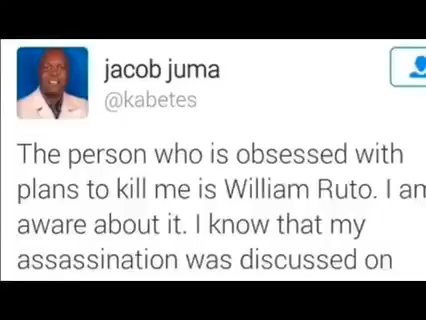 jacob juma
@kabetes
The person who is obsessed with
plans to kill me is William Ruto. I am
aware about it. I know that my
assassination was discussed on